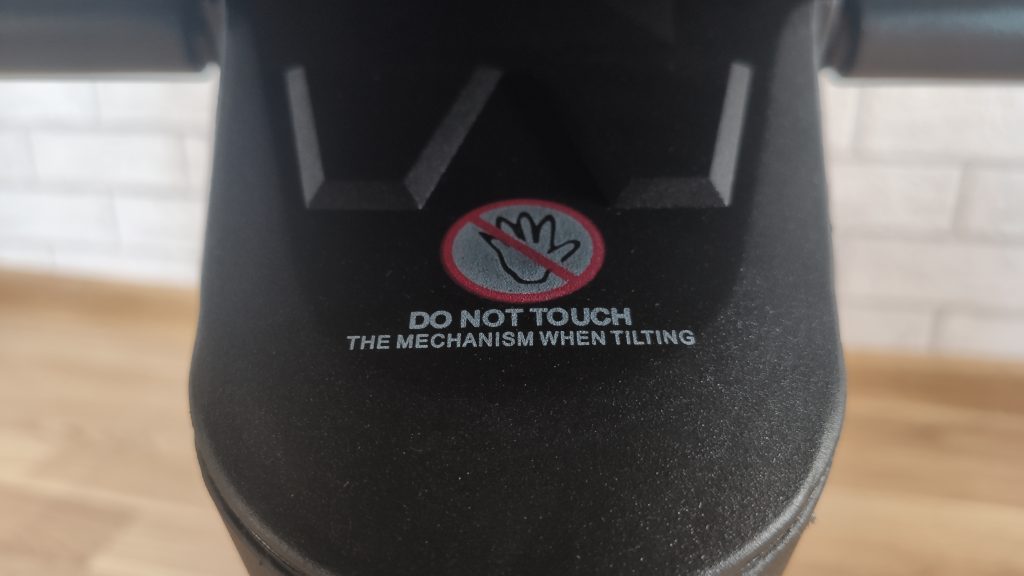 DO NOT TOUCH
THE MECHANISM WHEN TILTING